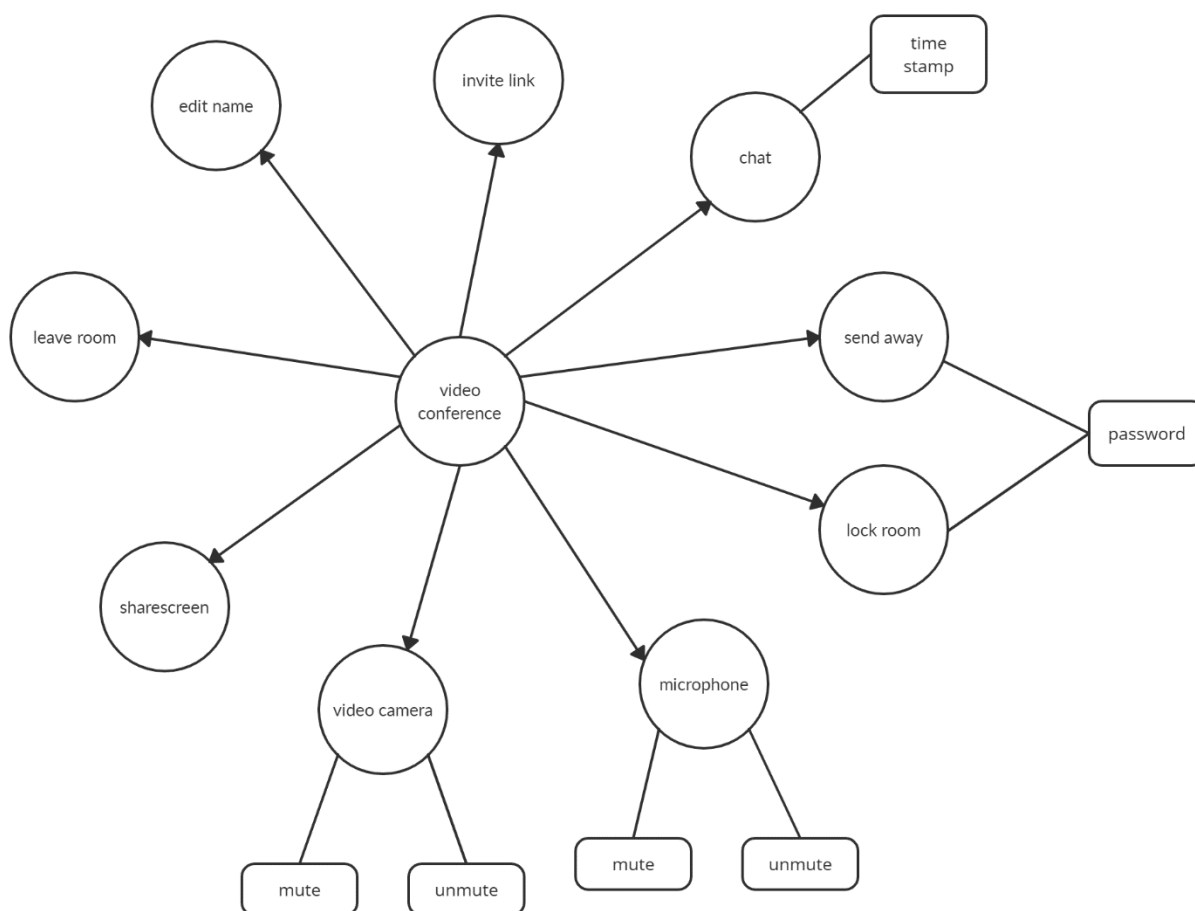 time
stamp
invite link
edit name
chat
leave room
send away
video
conference
password
lock room
sharescreen
microphone
video camera
mute
unmute
mute
unmute